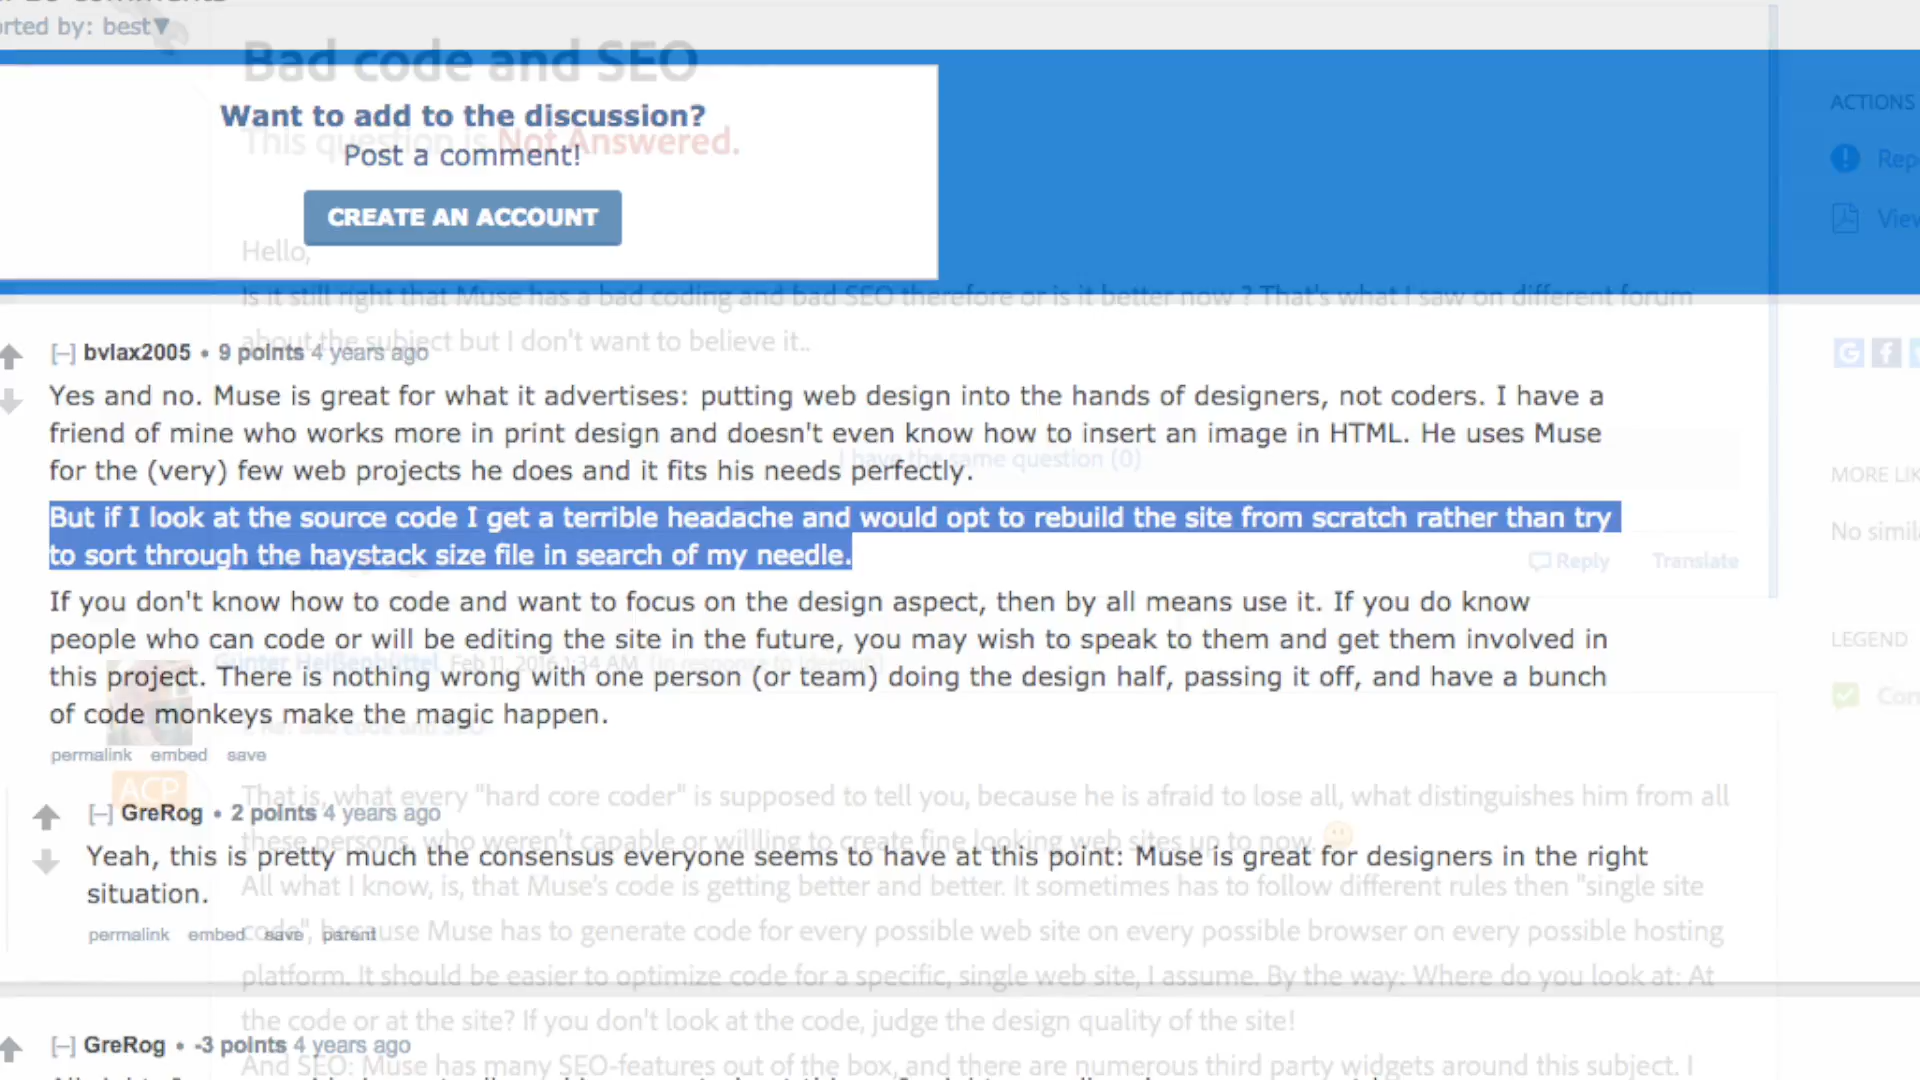 sorted by: best▼
Bad code and SEO
Want to add to the discussion?
This question is Not Answered.
Post a comment!
CREATE AN ACCOUNT
Hello,
Is it still right that Muse has a bad coding and bad SEO therefore or is it better now ? That's what I saw on different forum
about the subject but I don't want to believe it..
ACTIONS
[–] bvlax2005 • 9 points 4 years ago
Yes and no. Muse is great for what it advertises: putting web design into the hands of designers, not coders. I have a
friend of mine who works more in print design and doesn't even know how to insert an image in HTML. He uses Muse
for the (very) few web projects he does and it fits his needs perfectly.
I have the same question (0)
But if I look at the source code I get a terrible headache and would opt to rebuild the site from scratch rather than try
to sort through the haystack size file in search of my needle.
Reply Translate
If you don't know how to code and want to focus on the design aspect, then by all means use it. If you do know
people who can code or will be editing the site in the future, you may wish to speak to them and get them involved in
LEGEND
Feb 11, 2016 1:34 AM
this project. There is nothing wrong with one person (or team) doing the design half, passing it off, and have a bunch
of code monkeys make the magic happen.
permalink embed save
ACP
That is, what every "hard core coder" is supposed to tell you, because he is afraid to lose all, what distinguishes him from all
[–] GreRog • 2 points 4 years ago
these persons, who weren't capable or willling to create fine looking web sites up to now.
Yeah, this is pretty much the consensus everyone seems to have at this point: Muse is great for designers in the right
situation.
All what I know, is, that Muse's code is getting better and better. It sometimes has to follow different rules then "single site
code", because Muse has to generate code for every possible web site on every possible browser on every possible hosting
permalink embed save parent
platform. It should be easier to optimize code for a specific, single web site, I assume. By the way: Where do you look at: At
the code or at the site? If you don't look at the code, judge the design quality of the site!
[–] GreRog • -3 points 4 years ago
And SEO: Muse has many SEO-features out of the box, and there are numerous third party widgets around this subject. I